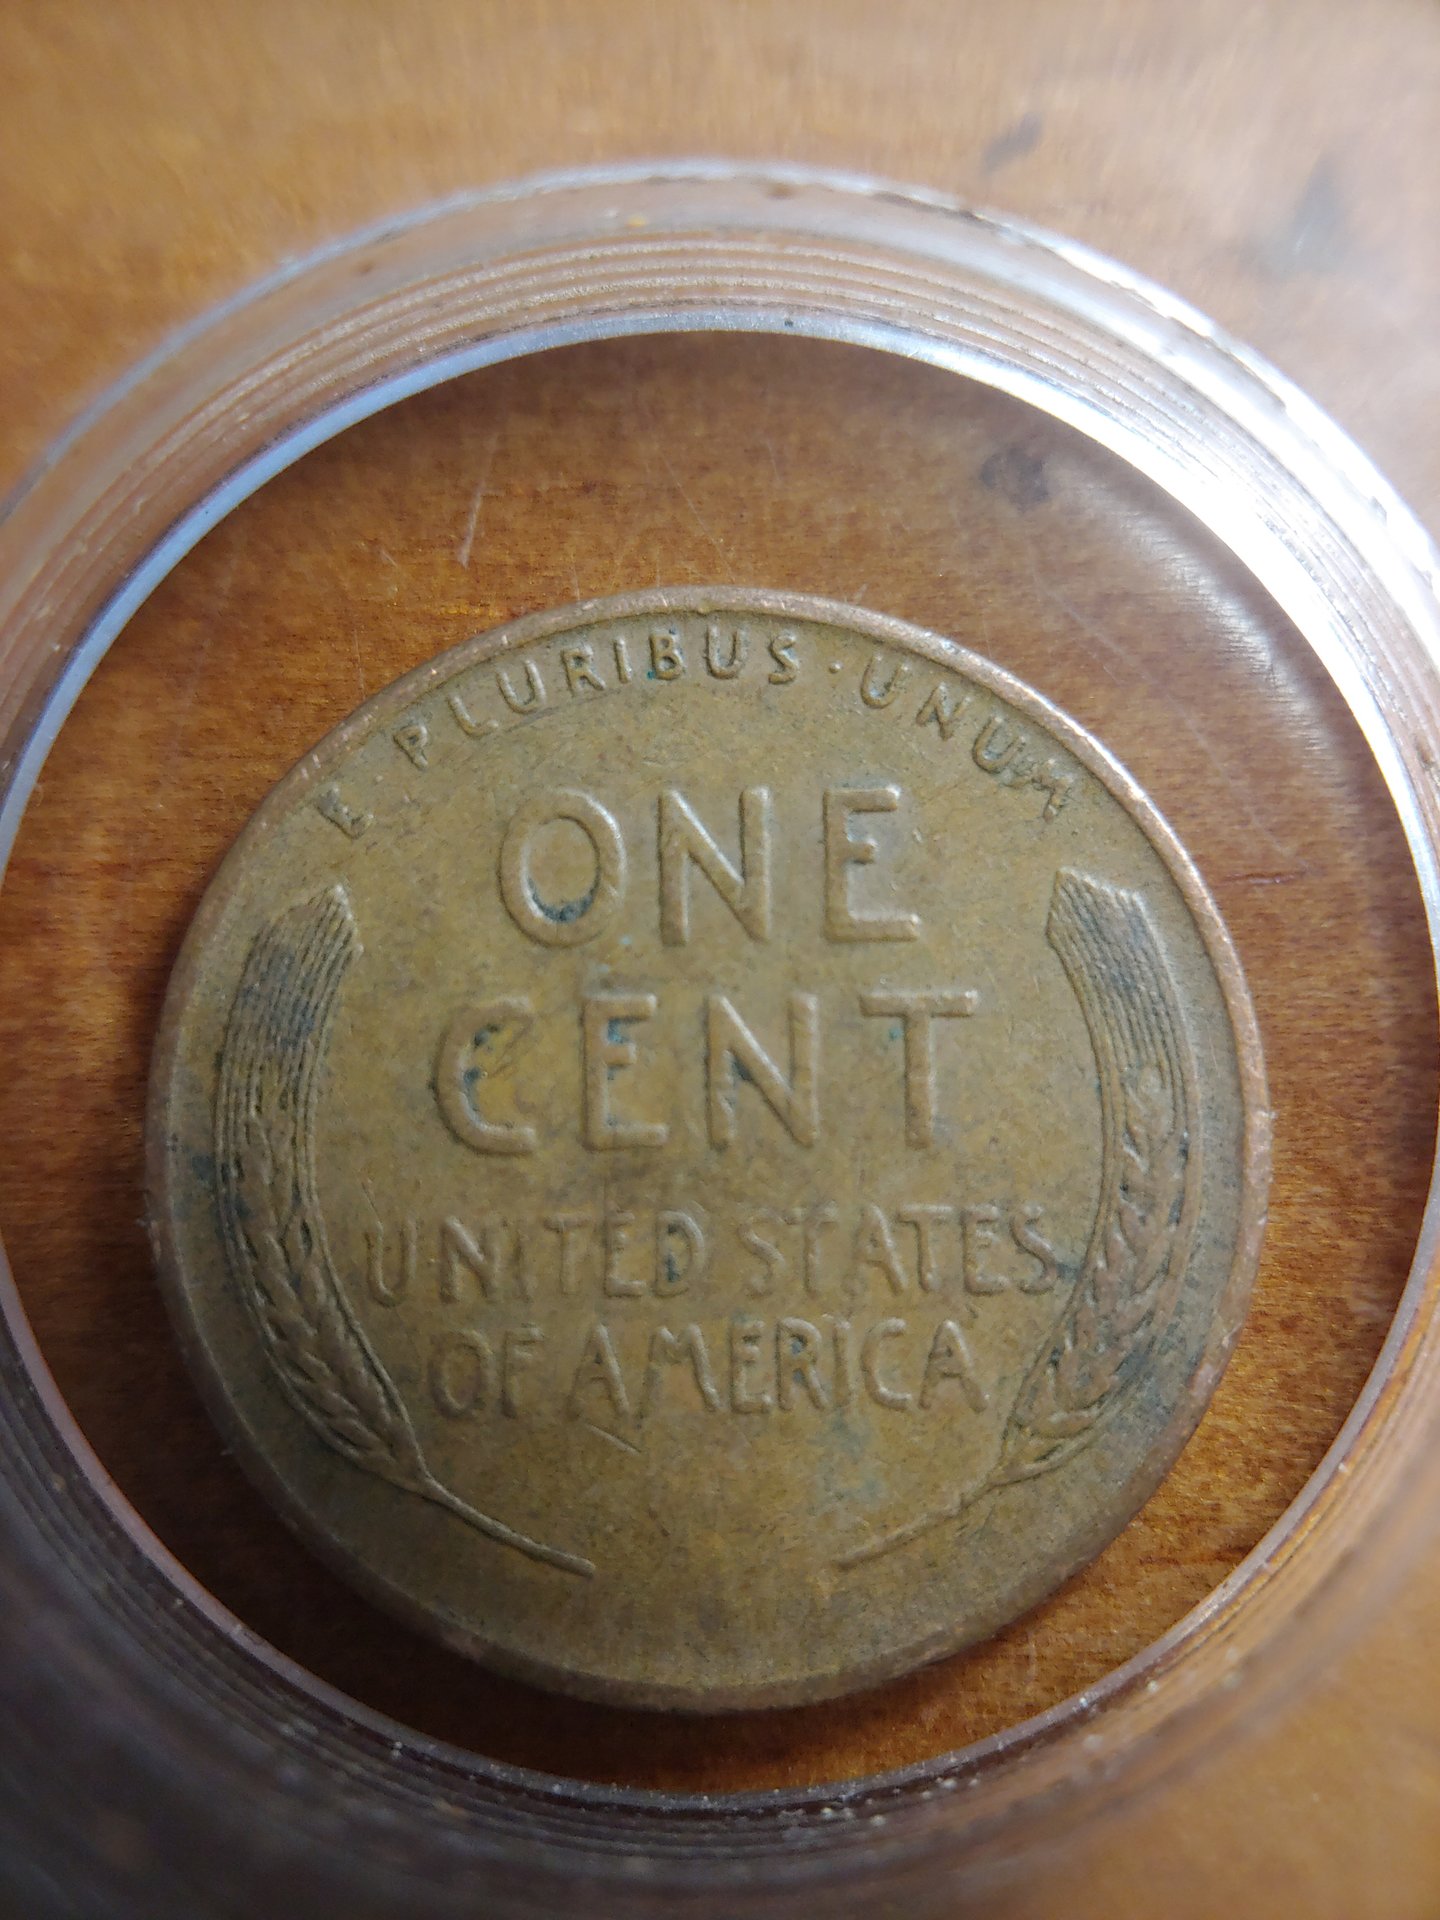 E PLURIBUS · UNUM
ONE
CENT
UNITED STATES
OF AMERICA